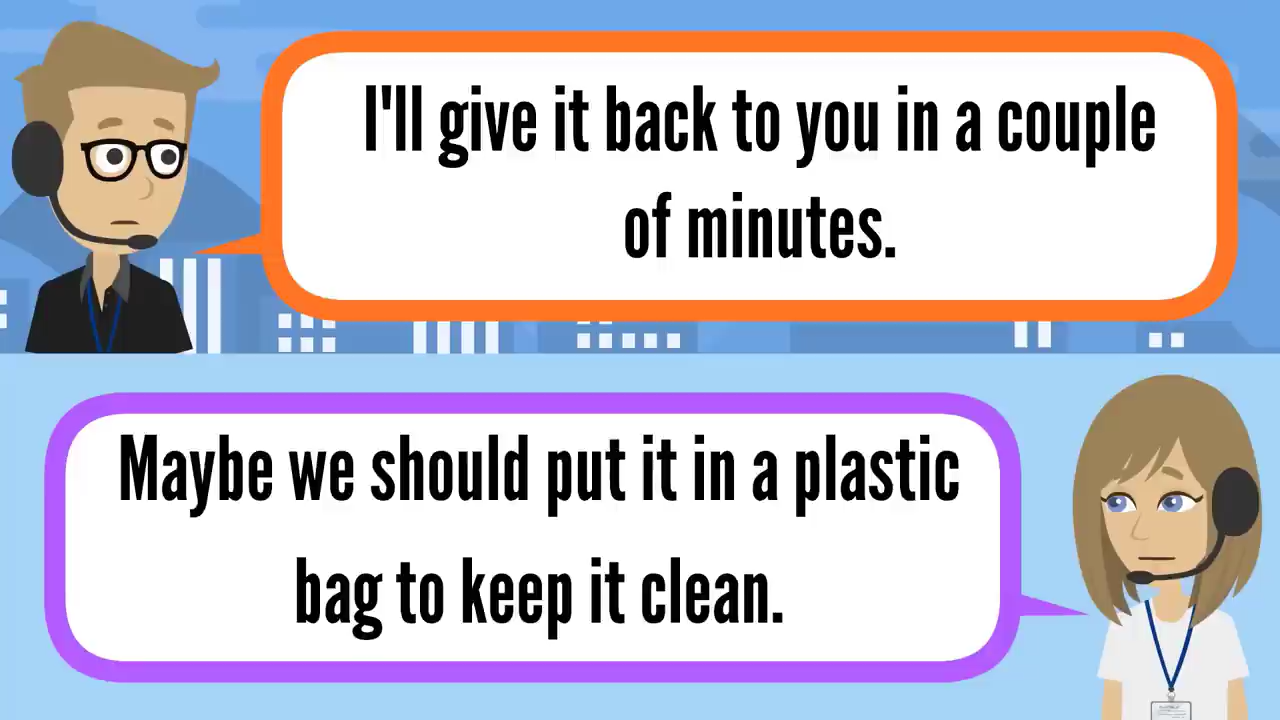 I'll give it back to you in a couple
of minutes.
Maybe we should put it in a plastic
bag to keep it clean.